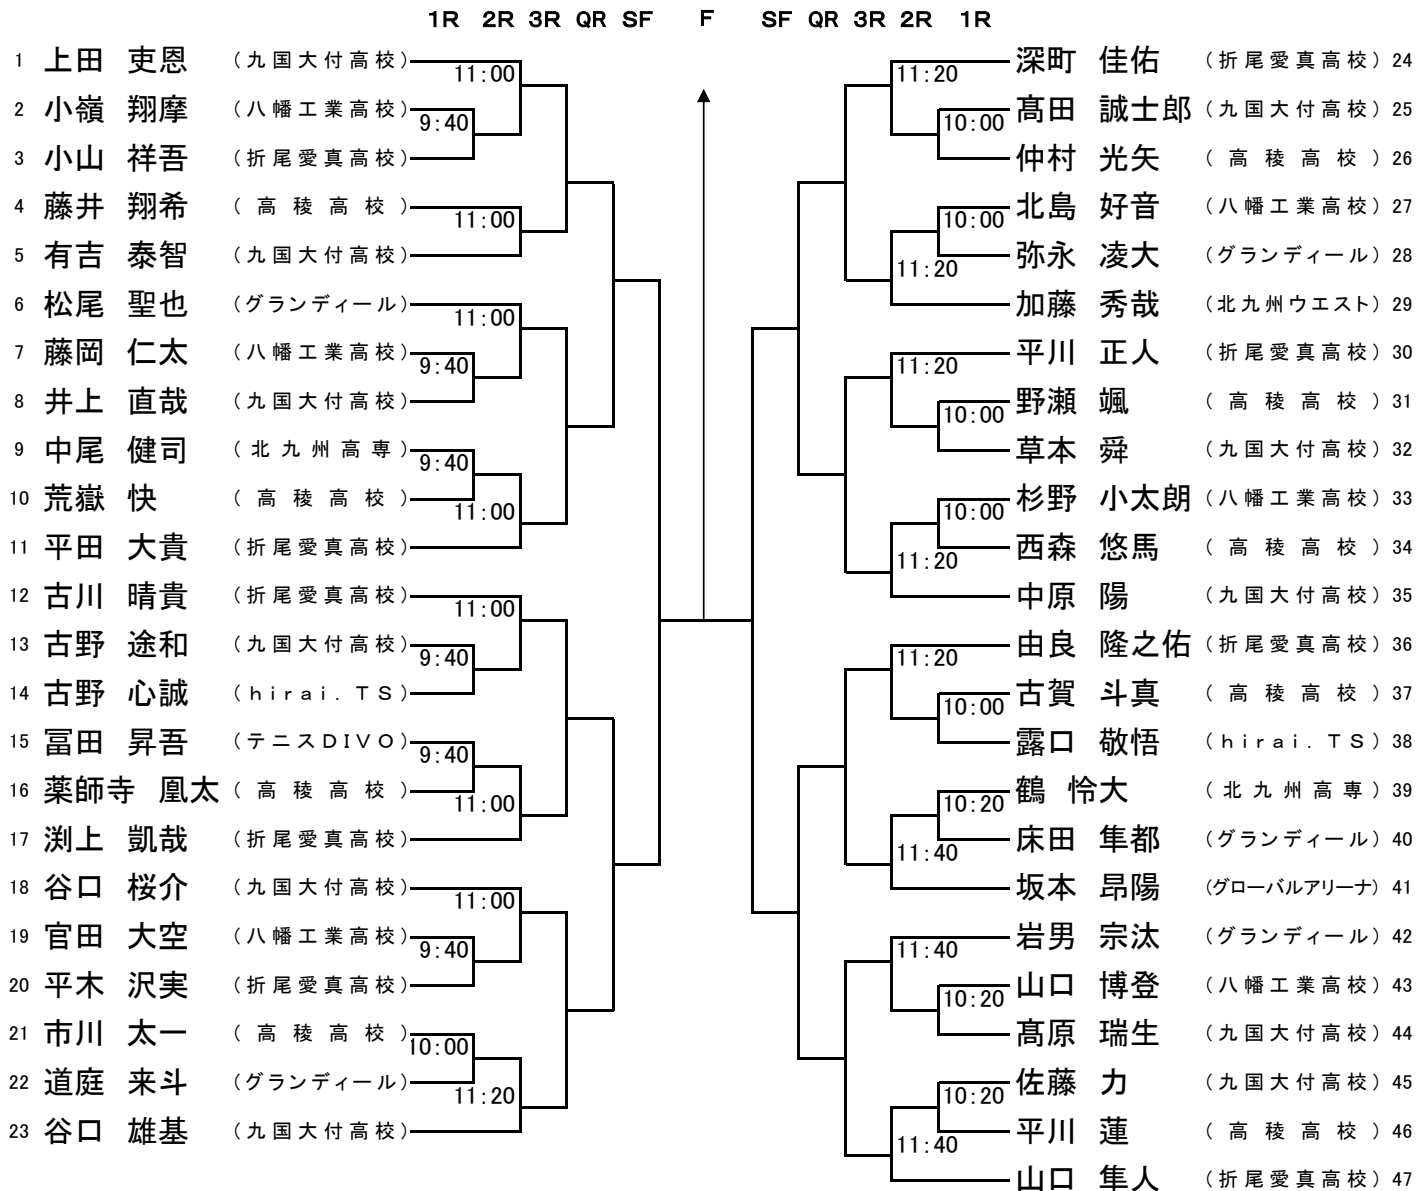 1R 2R 3R QR SF F SF QR 3R 2R 1R
1 上田 吏恩 (九国大付高校)
11:00
2 小嶺 翔摩 (八幡工業高校)
9:40
3 小山 祥吾 (折尾愛真高校)
4 藤井 翔希 (高稜高校)
11:00
5 有吉 泰智 (九国大付高校)
6 松尾 聖也 (グランディール)
11:00
7 藤岡 仁太 (八幡工業高校)
9:40
8 井上 直哉 (九国大付高校)
9 中尾 健司 (北九州高専)
9:40
10 荒嶽 快 (高稜高校)
11:00
11 平田 大貴 (折尾愛真高校)
12 古川 晴貴 (折尾愛真高校)
11:00
13 古野 途和 (九国大付高校)
9:40
14 古野 心誠 (hirai.TS)
15 冨田 昇吾 (テニスDIVO)
9:40
16 薬師寺 凰太 (高稜高校)
11:00
17 渕上 凱哉 (折尾愛真高校)
18 谷口 桜介 (九国大付高校)
11:00
19 官田 大空 (八幡工業高校)
9:40
20 平木 沢実 (折尾愛真高校)
21 市川 太一 (高稜高校)
10:00
22 道庭 来斗 (グランディール)
11:20
23 谷口 雄基 (九国大付高校)
深町 佳佑 (折尾愛真高校) 24
11:20
髙田 誠士郎 (九国大付高校) 25
10:00
仲村 光矢 (高稜高校) 26
北島 好音 (八幡工業高校) 27
10:00
弥永 凌大 (グランディール) 28
11:20
加藤 秀哉 (北九州ウエスト) 29
平川 正人 (折尾愛真高校) 30
11:20
野瀬 颯 (高稜高校) 31
10:00
草本 舜 (九国大付高校) 32
杉野 小太朗 (八幡工業高校) 33
10:00
西森 悠馬 (高稜高校) 34
11:20
中原 陽 (九国大付高校) 35
由良 隆之佑 (折尾愛真高校) 36
11:20
古賀 斗真 (高稜高校) 37
10:00
露口 敬悟 (hirai.TS) 38
鶴 怜大 (北九州高専) 39
10:20
床田 隼都 (グランディール) 40
11:40
坂本 昂陽 (グローバルアリーナ) 41
岩男 宗汰 (グランディール) 42
11:40
山口 博登 (八幡工業高校) 43
10:20
髙原 瑞生 (九国大付高校) 44
佐藤 力 (九国大付高校) 45
10:20
平川 蓮 (高稜高校) 46
11:40
山口 隼人 (折尾愛真高校) 47